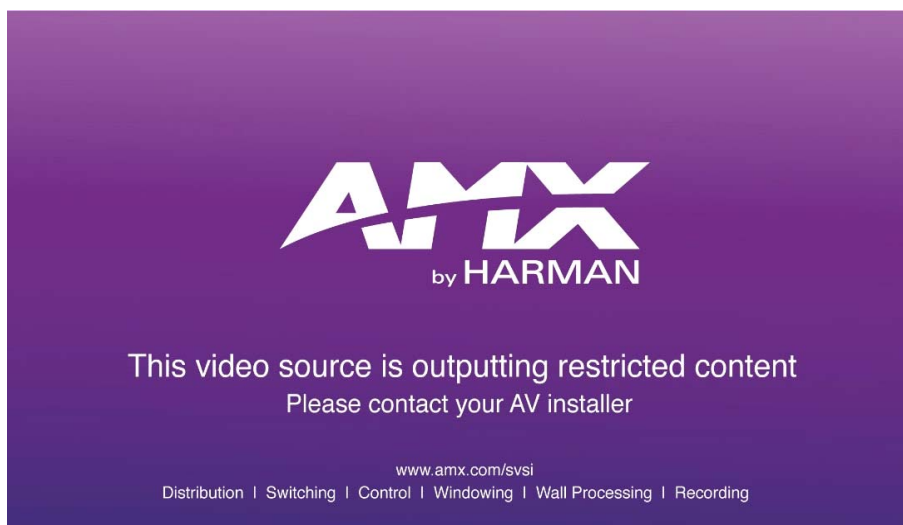 AMX
by HARMAN
This video source is outputting restricted content
Please contact your AV installer
www.amx.com/svsi
Distribution | Switching | Control | Windowing | Wall Processing | Recording